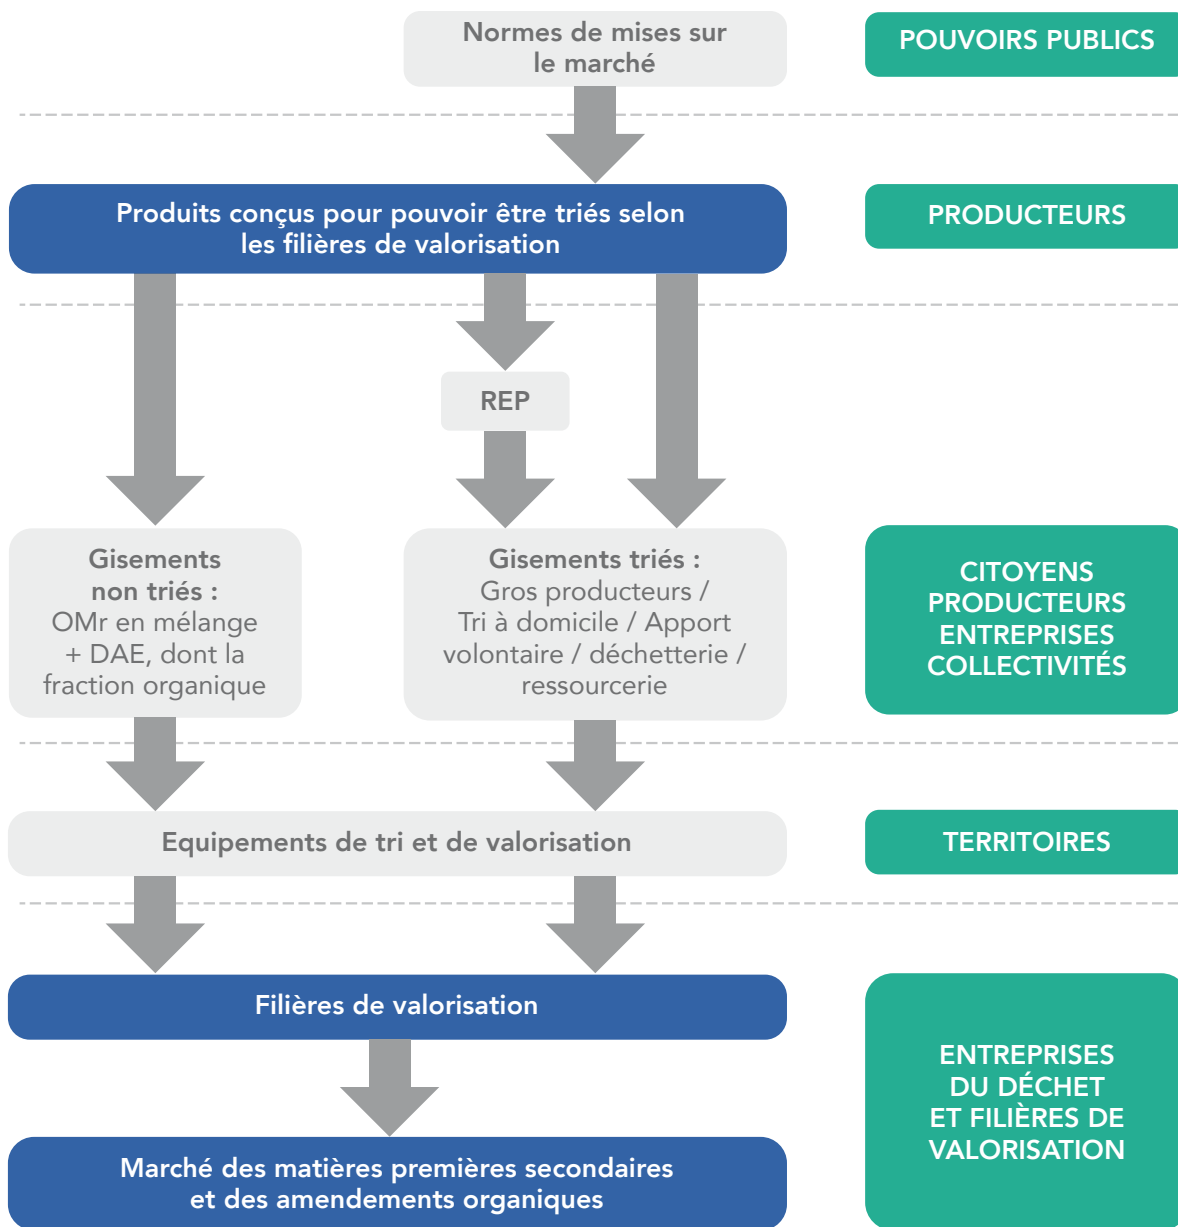 Normes de mises sur
le marché
POUVOIRS PUBLICS
Produits conçus pour pouvoir être triés selon
les filières de valorisation
PRODUCTEURS
REP
Gisements
non triés :
OMr en mélange
+ DAE, dont la
fraction organique
Gisements triés :
Gros producteurs /
Tri à domicile / Apport
volontaire / déchetterie /
ressourcerie
CITOYENS
PRODUCTEURS
ENTREPRISES
COLLECTIVITÉS
Equipements de tri et de valorisation
TERRITOIRES
Filières de valorisation
ENTREPRISES
DU DÉCHET
ET FILIÈRES DE
VALORISATION
Marché des matières premières secondaires
et des amendements organiques